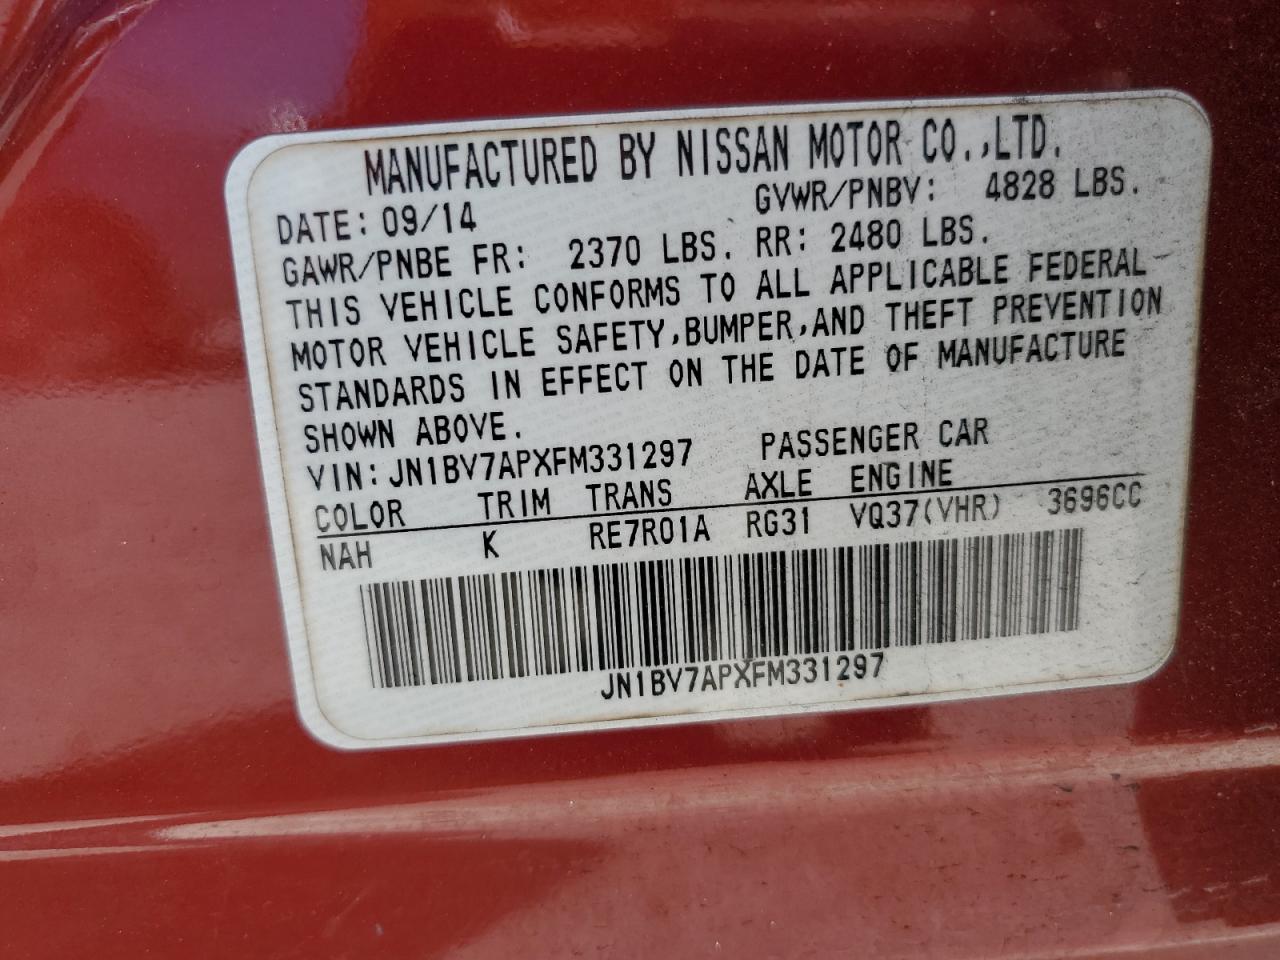 MANUFACTURED BY NISSAN MOTOR CO.,LTD.
DATE: 09/14 GVWR/PNBV: 4828 LBS.
GAWR/PNBE FR: 2370 LBS. RR: 2480 LBS.
THIS VEHICLE CONFORMS TO ALL APPLICABLE FEDERAL
MOTOR VEHICLE SAFETY,BUMPER,AND THEFT PREVENTION
STANDARDS IN EFFECT ON THE DATE OF MANUFACTURE
SHOWN ABOVE.
VIN: JN1BV7APXFM331297 PASSENGER CAR
COLOR TRIM TRANS AXLE ENGINE
NAH K RE7R01A RG31 VQ37(VHR) 3696CC
JN1BV7APXFM331297